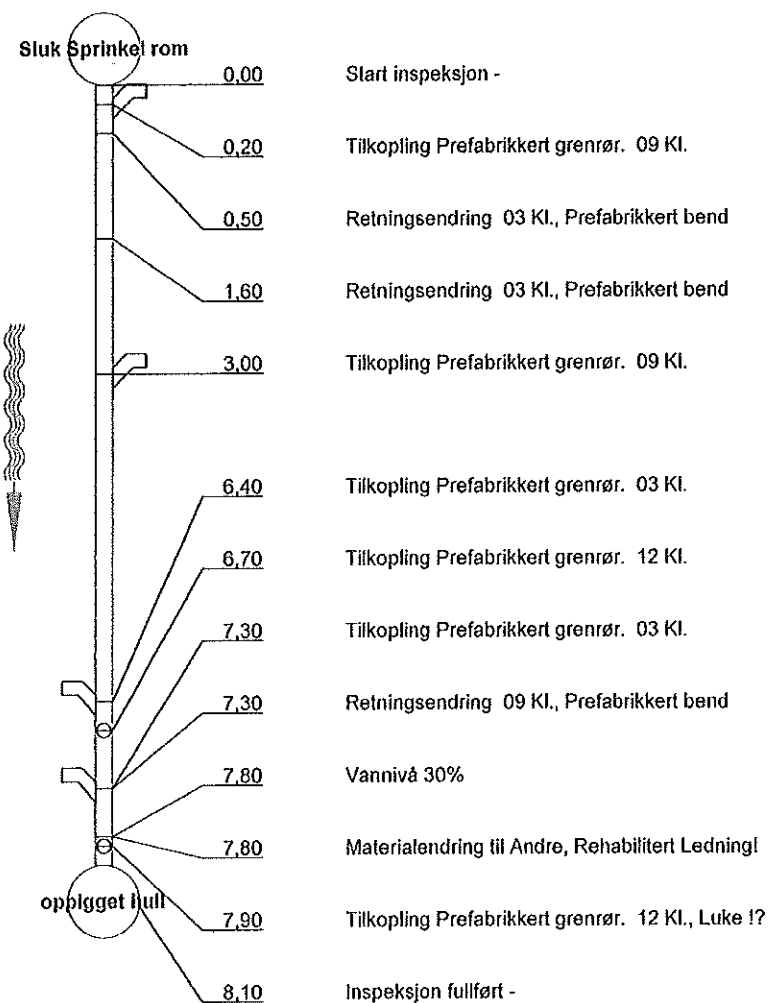 Sluk Sprinkel rom
0,00 Start inspeksjon -
0,20 Tilkopling Prefabrikkert grenrør. 09 Kl.
0,50 Retningsendring 03 Kl., Prefabrikkert bend
1,60 Retningsendring 03 Kl., Prefabrikkert bend
3,00 Tilkopling Prefabrikkert grenrør. 09 Kl.
6,40 Tilkopling Prefabrikkert grenrør. 03 Kl.
6,70 Tilkopling Prefabrikkert grenrør. 12 Kl.
7,30 Tilkopling Prefabrikkert grenrør. 03 Kl.
7,30 Retningsendring 09 Kl., Prefabrikkert bend
7,80 Vannivå 30%
7,80 Materialendring til Andre, Rehabilitert Ledning!
oppigget hull
7,90 Tilkopling Prefabrikkert grenrør. 12 Kl., Luke !?
8,10 Inspeksjon fullført -